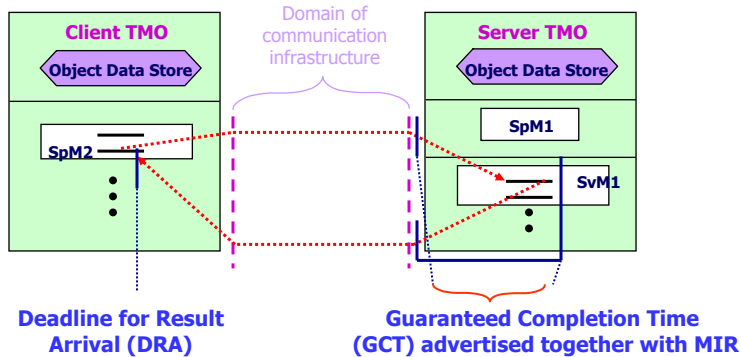 Client TMO
Object Data Store
SpM2
Domain of
communication
infrastructure
Server TMO
Object Data Store
SpM1
SvM1
Deadline for Result
Arrival (DRA)
Guaranteed Completion Time
(GCT) advertised together with MIR